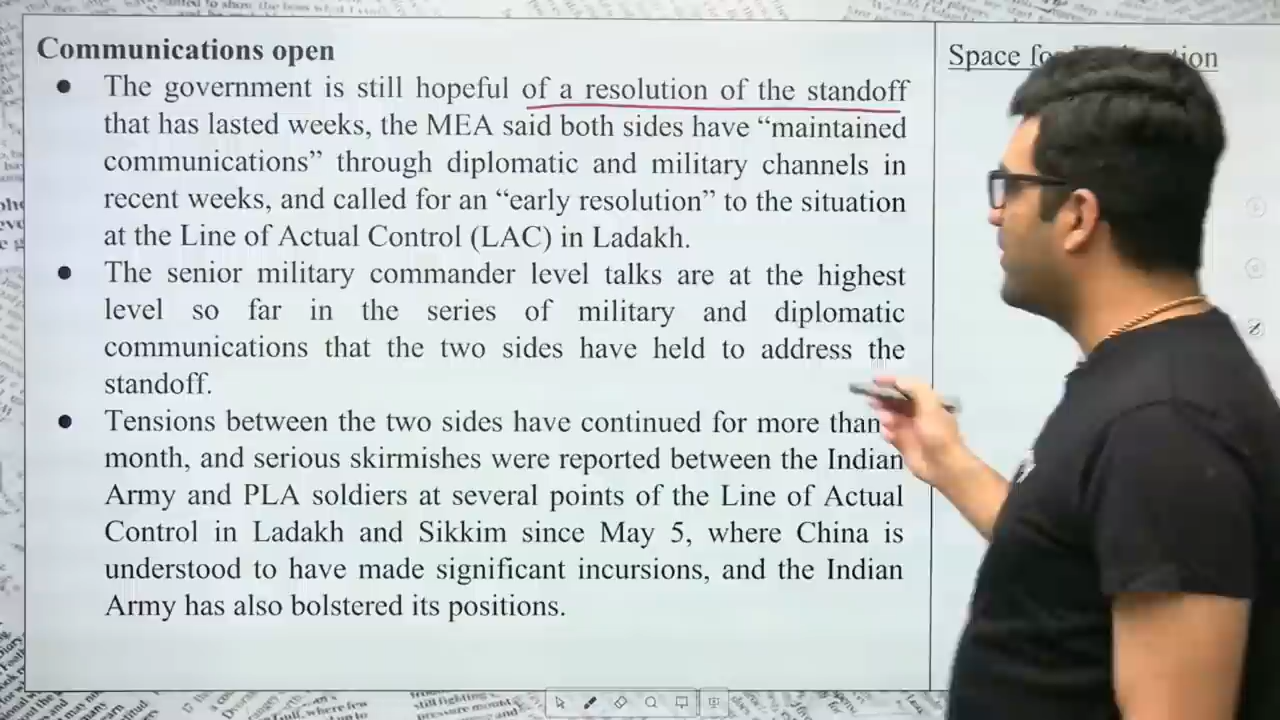 Communications open
Space fo
ion
● The government is still hopeful of a resolution of the standoff
that has lasted weeks, the MEA said both sides have “maintained
communications” through diplomatic and military channels in
recent weeks, and called for an “early resolution” to the situation
at the Line of Actual Control (LAC) in Ladakh.
● The senior military commander level talks are at the highest
level so far in the series of military and diplomatic
communications that the two sides have held to address the
standoff.
● Tensions between the two sides have continued for more than
month, and serious skirmishes were reported between the Indian
Army and PLA soldiers at several points of the Line of Actual
Control in Ladakh and Sikkim since May 5, where China is
understood to have made significant incursions, and the Indian
Army has also bolstered its positions.